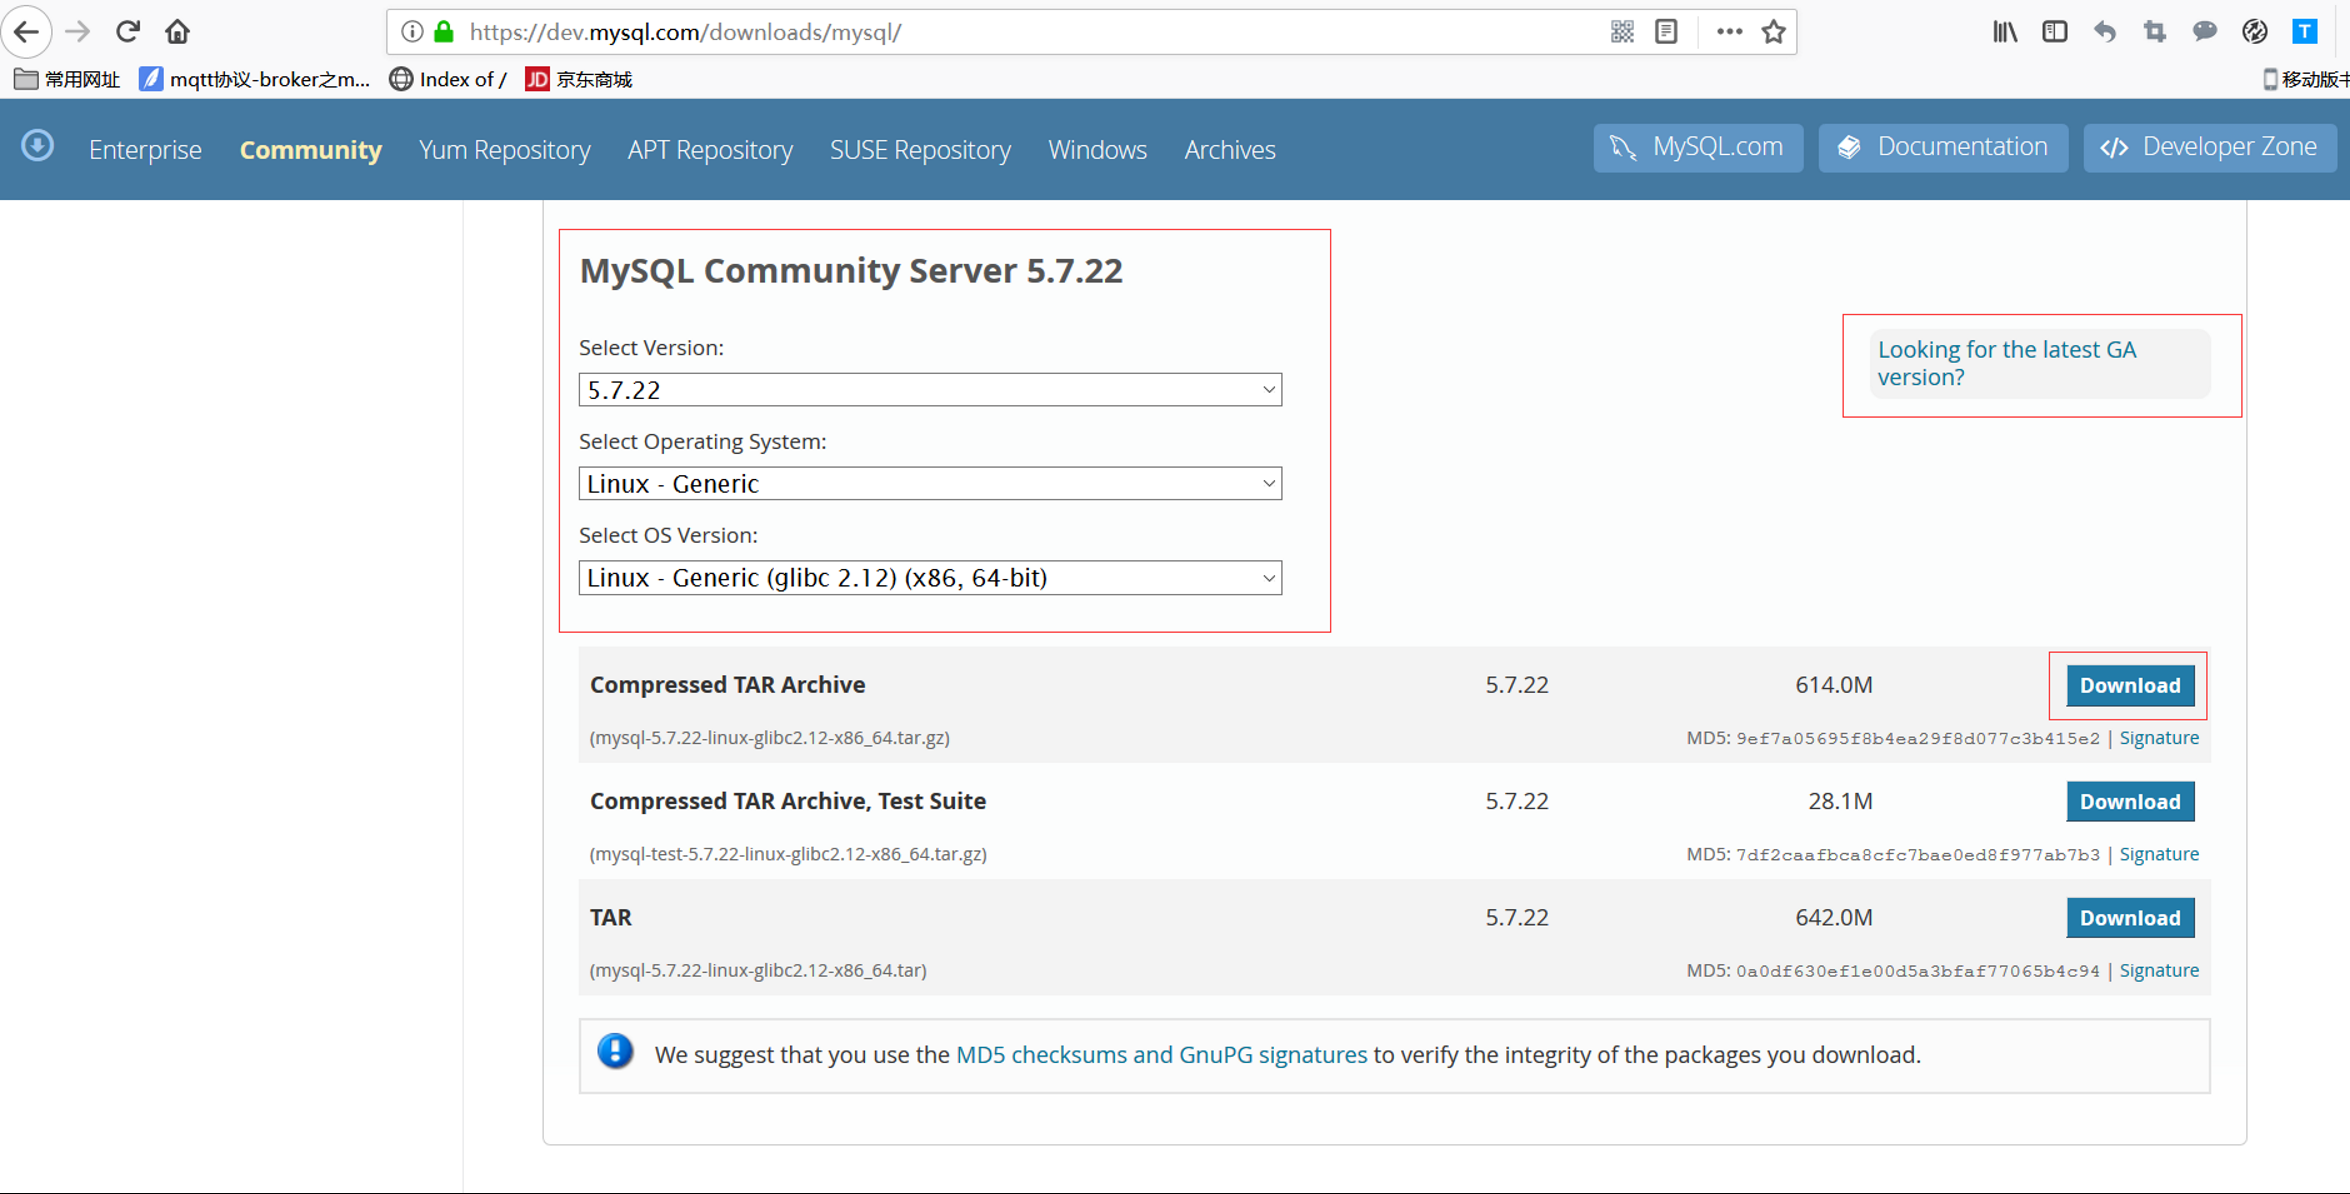 https://dev.mysql.com/downloads/mysql/
T
常用网址 mqtt协议-broker之m... Index of / JD 京东商城
Enterprise Community Yum Repository APT Repository SUSE Repository Windows Archives MySQL.com Documentation Developer Zone
MySQL Community Server 5.7.22
Select Version:
5.7.22
Looking for the latest GA
version?
Select Operating System:
Linux - Generic
Select OS Version:
Linux - Generic (glibc 2.12) (x86, 64-bit)
Compressed TAR Archive 5.7.22 614.0M Download
(mysql-5.7.22-linux-glibc2.12-x86_64.tar.gz) MD5: 9ef7a05695f8b4ea29f8d077c3b415e2 | Signature
Compressed TAR Archive, Test Suite 5.7.22 28.1M Download
(mysql-test-5.7.22-linux-glibc2.12-x86_64.tar.gz) MD5: 7df2caafbca8cfc7bae0ed8f977ab7b3 | Signature
TAR 5.7.22 642.0M Download
(mysql-5.7.22-linux-glibc2.12-x86_64.tar) MD5: 0a0df630ef1e00d5a3bfaf77065b4c94 | Signature
We suggest that you use the MD5 checksums and GnuPG signatures to verify the integrity of the packages you download.